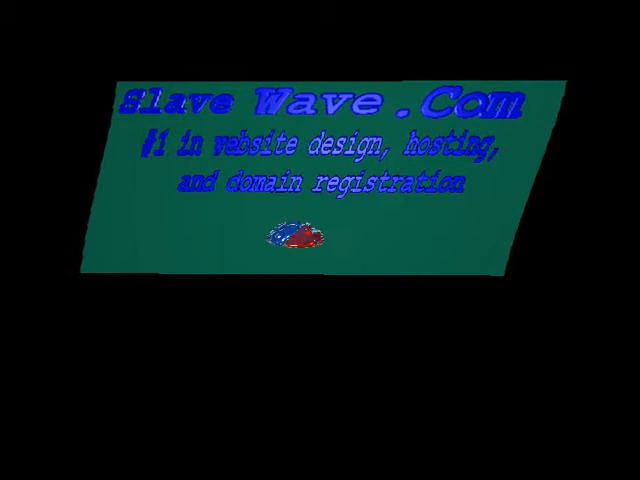 Slave Wave.Com
#1 in website design, hosting,
and domain registration